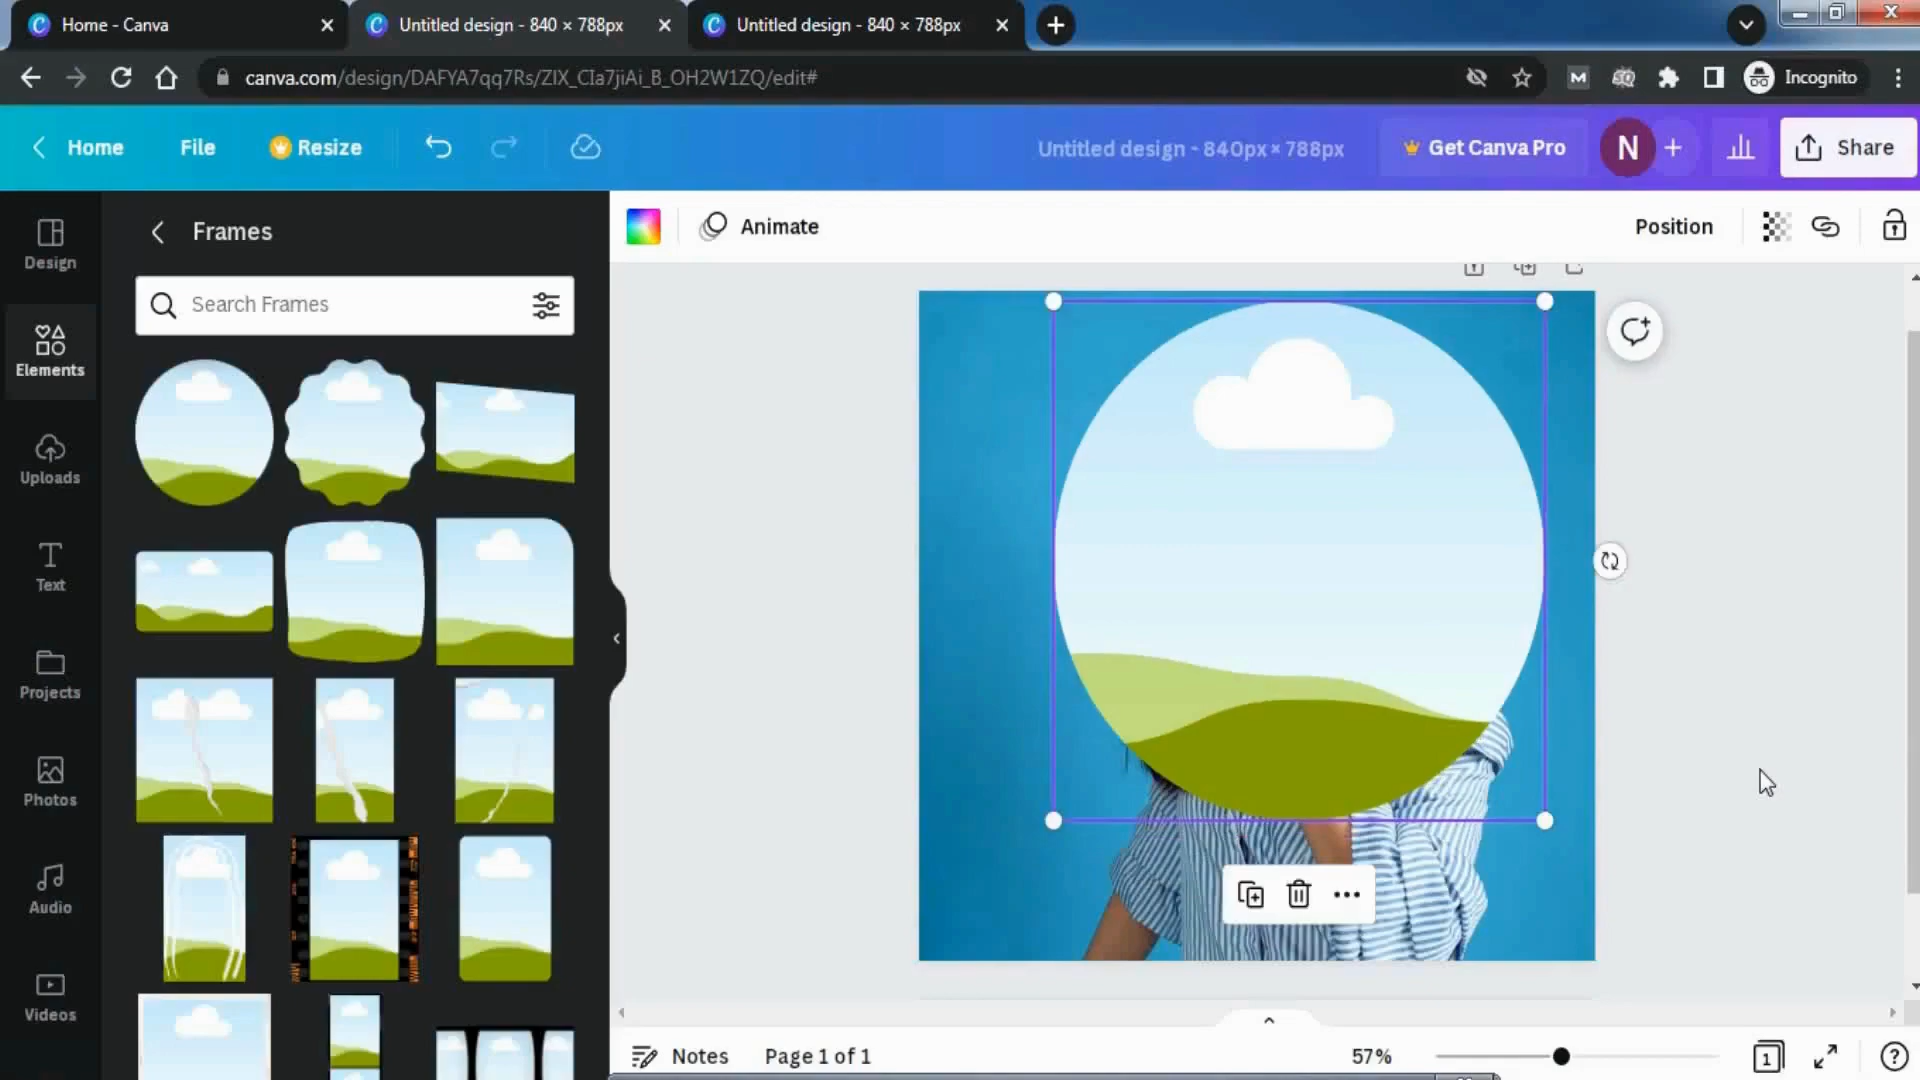 Home - Canva
Untitled design - 840 × 788px
Untitled design - 840 × 788px
canva.com/design/DAFYA7qq7Rs/ZIX_CIa7jiAi_B_OH2W1ZQ/edit#
Incognito
Home
File
Resize
Untitled design - 840px × 788px
Get Canva Pro
N
Share
Design
Elements
Uploads
Text
Projects
Photos
Audio
Videos
Frames
Search Frames
Animate
Position
Notes
Page 1 of 1
57%
1